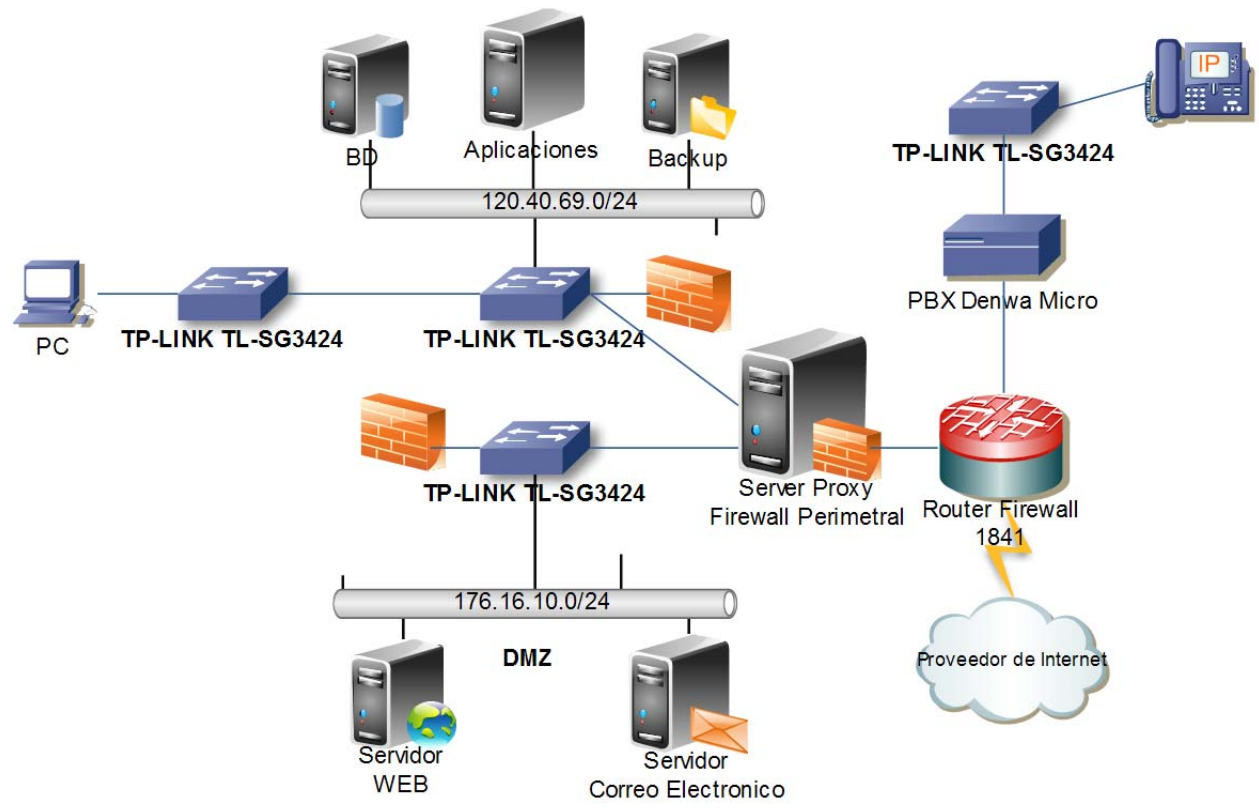 IP
TP-LINK TL-SG3424
BD
Aplicaciones
Backup
120.40.69.0/24
PBX Denwa Micro
PC
TP-LINK TL-SG3424
TP-LINK TL-SG3424
TP-LINK TL-SG3424
Server Proxy
Firewall Perimetral
Router Firewall
1841
176.16.10.0/24
DMZ
Proveedor de Internet
Servidor
WEB
Servidor
Correo Electronico